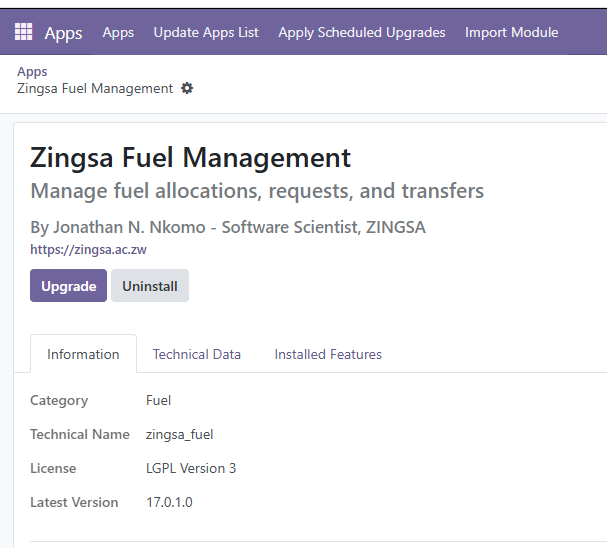 Apps Apps Update Apps List Apply Scheduled Upgrades Import Module
Apps
Zingsa Fuel Management
Zingsa Fuel Management
Manage fuel allocations, requests, and transfers
By Jonathan N. Nkomo - Software Scientist, ZINGSA
https://zingsa.ac.zw
Upgrade Uninstall
Information Technical Data Installed Features
Category Fuel
Technical Name zingsa_fuel
License LGPL Version 3
Latest Version 17.0.1.0